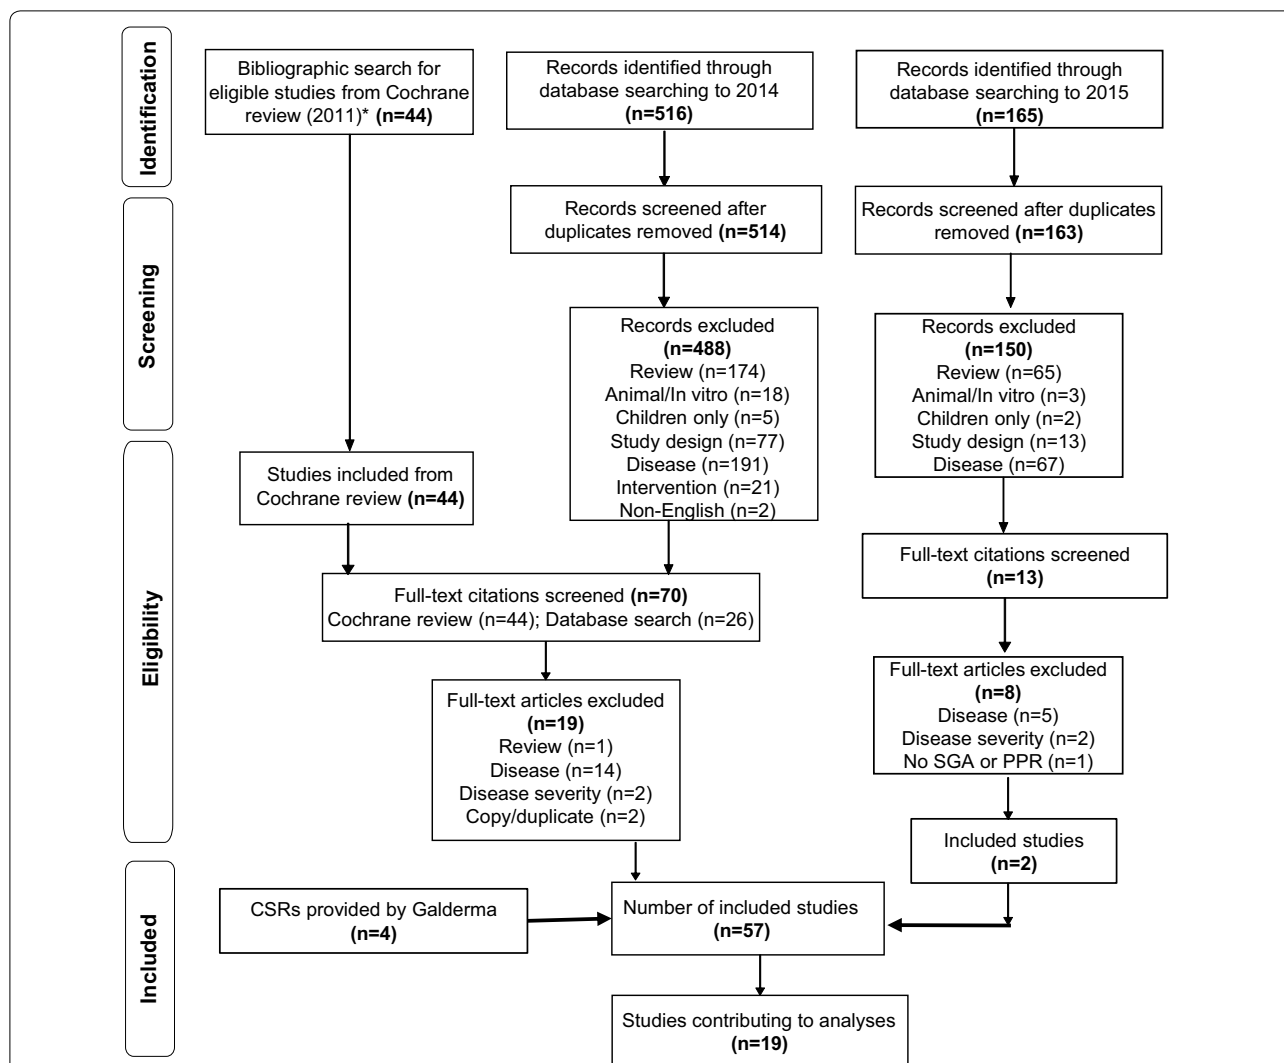 Identification
Bibliographic search for
eligible studies from Cochrane
review (2011)* (n=44)
Records identified through
database searching to 2014
(n=516)
Records identified through
database searching to 2015
(n=165)
Screening
Records screened after
duplicates removed (n=514)
Records screened after duplicates
removed (n=163)
Records excluded
(n=488)
Review (n=174)
Animal/In vitro (n=18)
Children only (n=5)
Study design (n=77)
Disease (n=191)
Intervention (n=21)
Non-English (n=2)
Records excluded
(n=150)
Review (n=65)
Animal/In vitro (n=3)
Children only (n=2)
Study design (n=13)
Disease (n=67)
Eligibility
Studies included from
Cochrane review (n=44)
Full-text citations screened
(n=13)
Full-text citations screened (n=70)
Cochrane review (n=44); Database search (n=26)
Full-text articles excluded
(n=19)
Review (n=1)
Disease (n=14)
Disease severity (n=2)
Copy/duplicate (n=2)
Full-text articles excluded
(n=8)
Disease (n=5)
Disease severity (n=2)
No SGA or PPR (n=1)
Included studies
(n=2)
Included
CSRs provided by Galderma
(n=4)
Number of included studies
(n=57)
Studies contributing to analyses
(n=19)